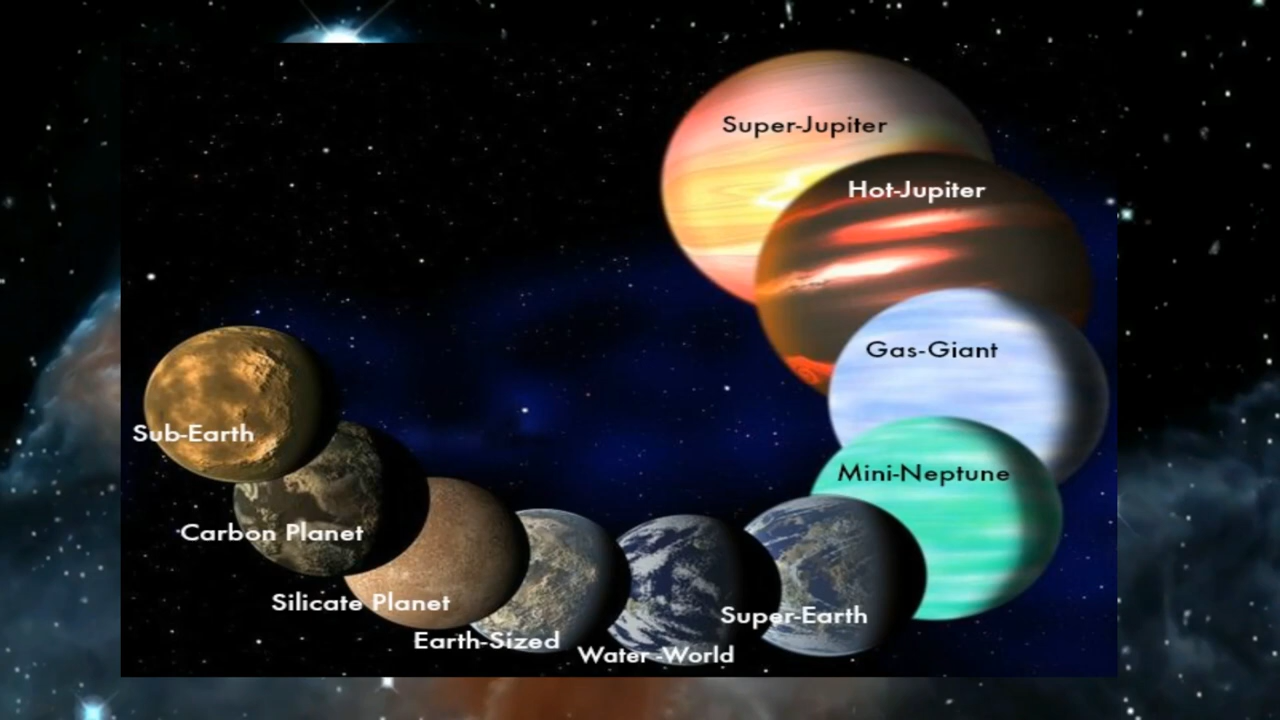 Super-Jupiter
Hot-Jupiter
Gas-Giant
Mini-Neptune
Sub-Earth
Carbon Planet
Silicate Planet
Earth-Sized
Water -World
Super-Earth